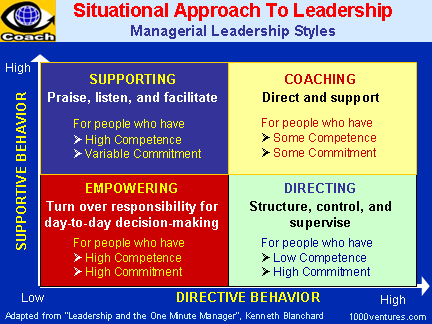 Situational Approach To Leadership
Coach
Managerial Leadership Styles
High
SUPPORTIVE BEHAVIOR
SUPPORTING
Praise, listen, and facilitate
For people who have
➢ High Competence
➢ Variable Commitment
COACHING
Direct and support
For people who have
➢ Some Competence
➢ Some Commitment
EMPOWERING
Turn over responsibility for
day-to-day decision-making
For people who have
➢ High Competence
➢ High Commitment
DIRECTING
Structure, control, and
supervise
For people who have
➢ Low Competence
➢ High Commitment
Low
DIRECTIVE BEHAVIOR
High
Adapted from "Leadership and the One Minute Manager", Kenneth Blanchard
1000ventures.com